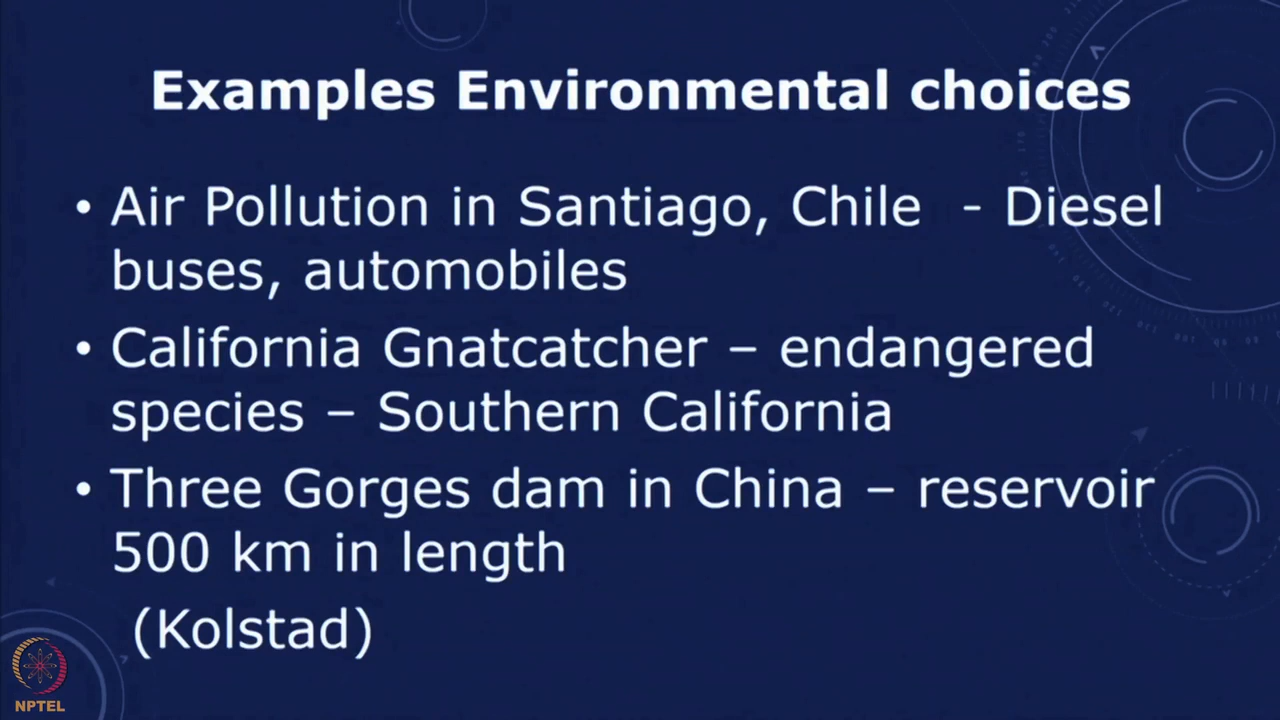 Examples Environmental choices
• Air Pollution in Santiago, Chile - Diesel
buses, automobiles
• California Gnatcatcher – endangered
species – Southern California
• Three Gorges dam in China – reservoir
500 km in length
(Kolstad)
NPTEL